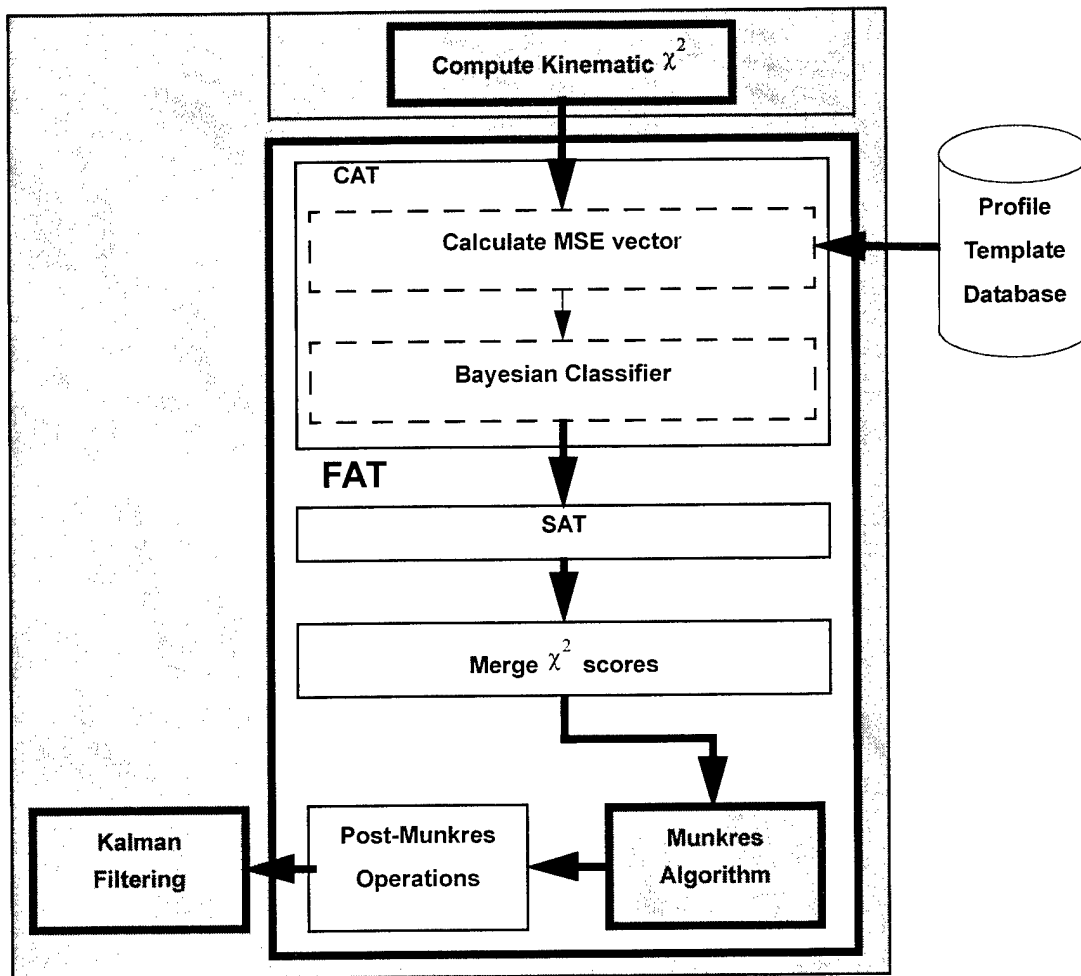 Compute Kinematic χ²
CAT
Calculate MSE vector
Profile
Template
Database
Bayesian Classifier
FAT
SAT
Merge χ² scores
Kalman
Filtering
Post-Munkres
Operations
Munkres
Algorithm